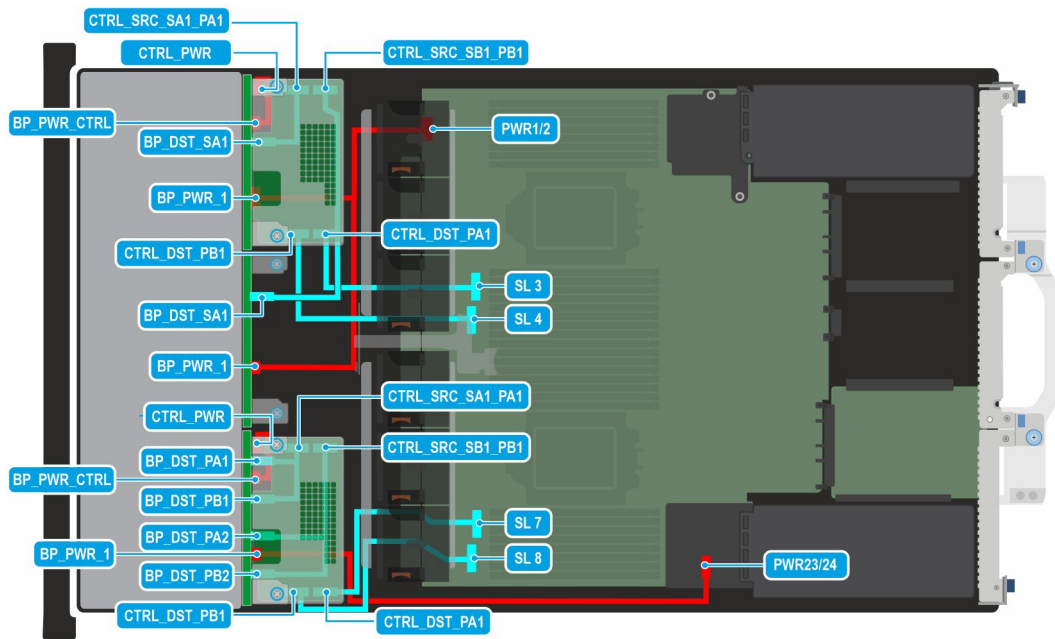 CTRL_SRC_SA1_PA1
CTRL_PWR
CTRL_SRC_SB1_PB1
BP_PWR_CTRL
PWR1/2
BP_DST_SA1
BP_PWR_1
CTRL_DST_PA1
CTRL_DST_PB1
SL 3
BP_DST_SA1
SL 4
BP_PWR_1
CTRL_SRC_SA1_PA1
CTRL_PWR
CTRL_SRC_SB1_PB1
BP_DST_PA1
BP_PWR_CTRL
BP_DST_PB1
SL 7
BP_DST_PA2
BP_PWR_1
SL 8
PWR23/24
BP_DST_PB2
CTRL_DST_PB1
CTRL_DST_PA1